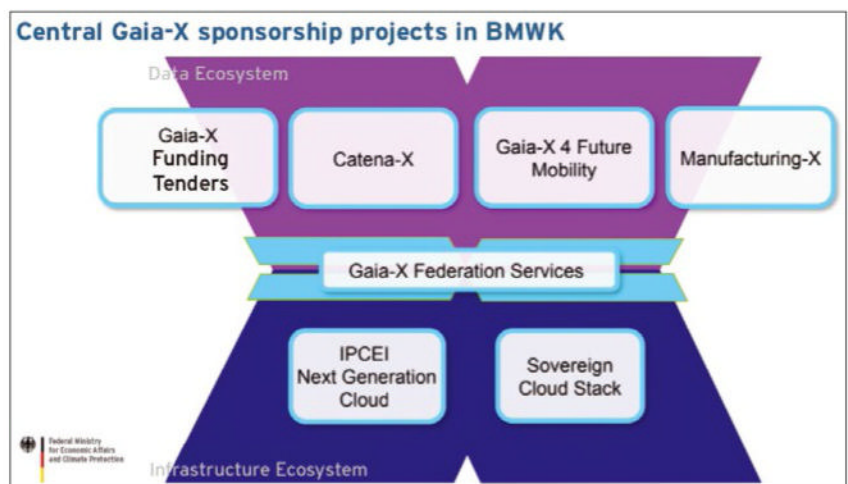 Central Gaia-X sponsorship projects in BMWK
Data Ecosystem
Gaia-X
Funding
Tenders
Catena-X
Gaia-X 4 Future
Mobility
Manufacturing-X
Gaia-X Federation Services
IPCEI
Next Generation
Cloud
Sovereign
Cloud Stack
Federal Ministry
for Economic Affairs
and Climate Protection
Infrastructure Ecosystem